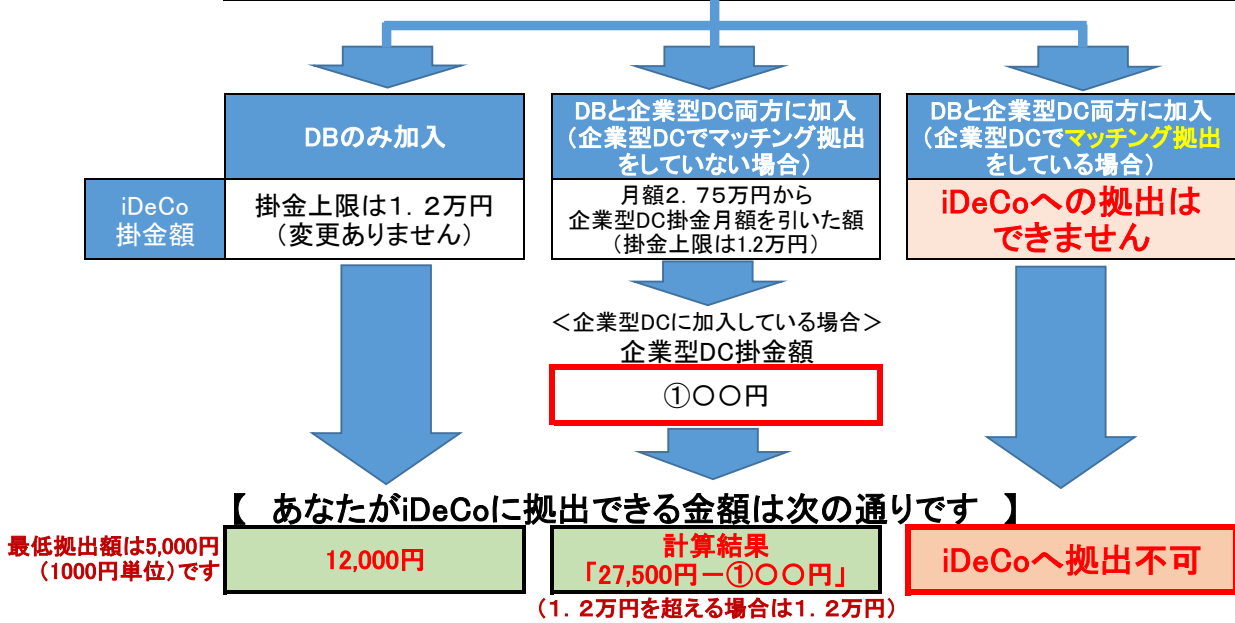 DBのみ加入
DBと企業型DC両方に加入
（企業型DCでマッチング拠出
をしていない場合）
DBと企業型DC両方に加入
（企業型DCでマッチング拠出
をしている場合）
iDeCo
掛金額
掛金上限は1．2万円
（変更ありません）
月額2．75万円から
企業型DC掛金月額を引いた額
（掛金上限は1.2万円）
iDeCoへの拠出は
できません
＜企業型DCに加入している場合＞
企業型DC掛金額
①〇〇円
【　あなたがiDeCoに拠出できる金額は次の通りです　】
最低拠出額は5,000円
（1000円単位）です
12,000円
計算結果
「27,500円－①〇〇円」
iDeCoへ拠出不可
（1．2万円を超える場合は1．2万円）